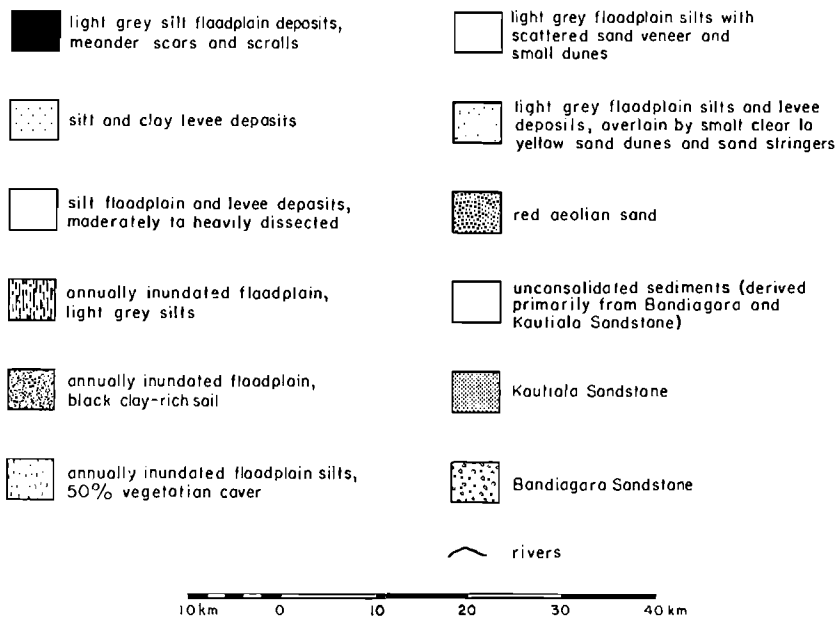 light grey silt floodplain deposits,
meander scars and scrolls
silt and clay levee deposits
silt floodplain and levee deposits,
moderately to heavily dissected
annually inundated floodplain,
light grey silts
annually inundated floodplain,
black clay-rich soil
annually inundated floodplain silts,
50% vegetation cover
light grey floodplain silts with
scattered sand veneer and
small dunes
light grey floodplain silts and levee
deposits, overlain by small clear to
yellow sand dunes and sand stringers
red aeolian sand
unconsolidated sediments (derived
primarily from Bandiagara and
Koutiala Sandstone)
Koutiala Sandstone
Bandiagara Sandstone
rivers
10 km 0 10 20 30 40 km